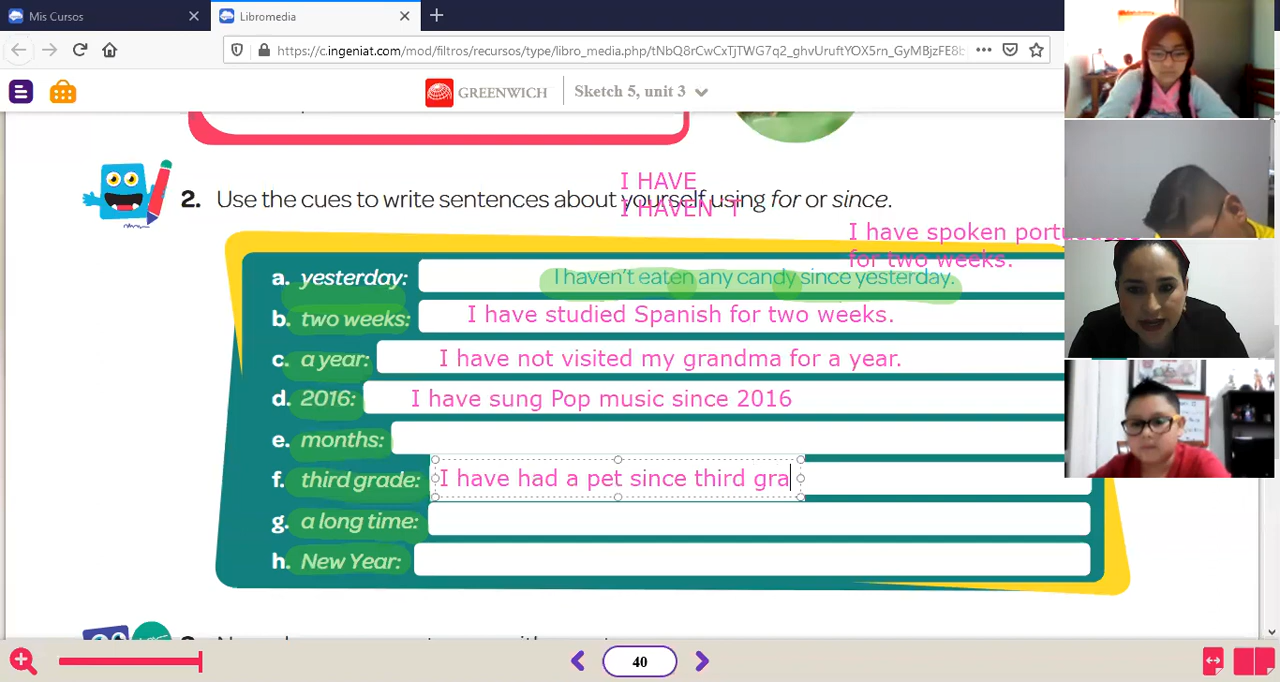 Mis Cursos
Libromedia
https://c.ingeniat.com/mod/filtros/recursos/type/libro_media.php/tNbQ8rCwCxTjTWG7q2_ghvUruftYOX5rn_GyMBjzFE8b
GREENWICH
Sketch 5, unit 3
I HAVE
2. Use the cues to write sentences about yourself using for or since.
I HAVEN´T
I have spoken
for two weeks.
a. yesterday: I haven't eaten any candy since yesterday.
b. two weeks: I have studied Spanish for two weeks.
c. a year: I have not visited my grandma for a year.
d. 2016: I have sung Pop music since 2016
e. months:
f. third grade: I have had a pet since third gra
g. a long time:
h. New Year:
40